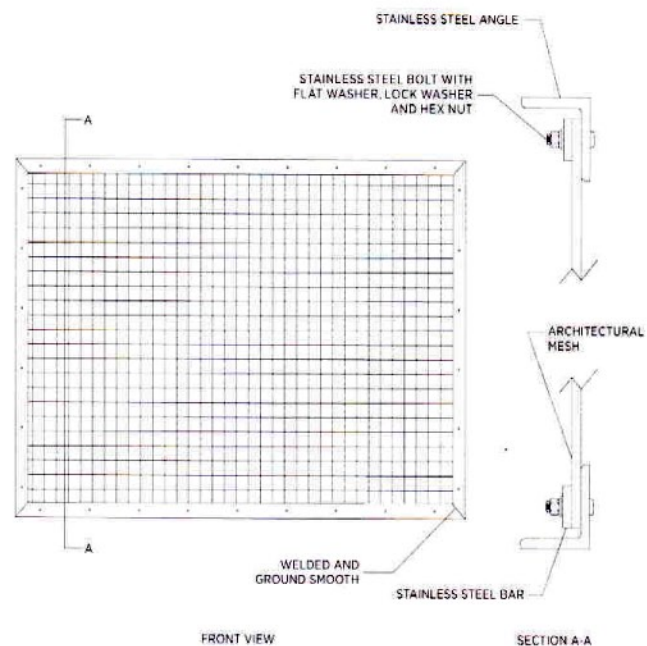 STAINLESS STEEL ANGLE
STAINLESS STEEL BOLT WITH
FLAT WASHER, LOCK WASHER
AND HEX NUT
A
ARCHITECTURAL
MESH
A
WELDED AND
GROUND SMOOTH
STAINLESS STEEL BAR
FRONT VIEW
SECTION A-A